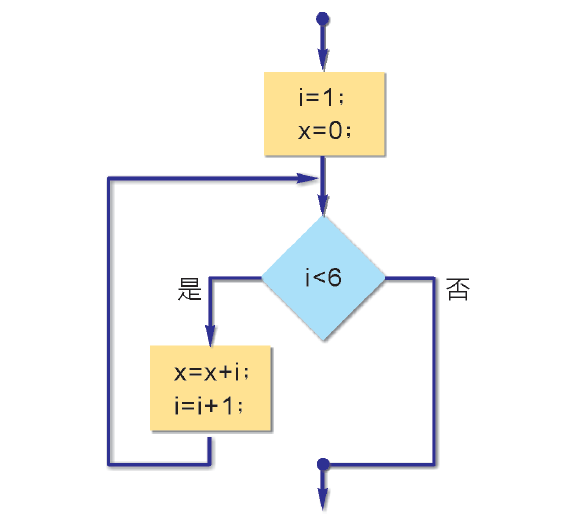 i=1;
x=0;
i<6
是
否
x=x+i;
i=i+1;